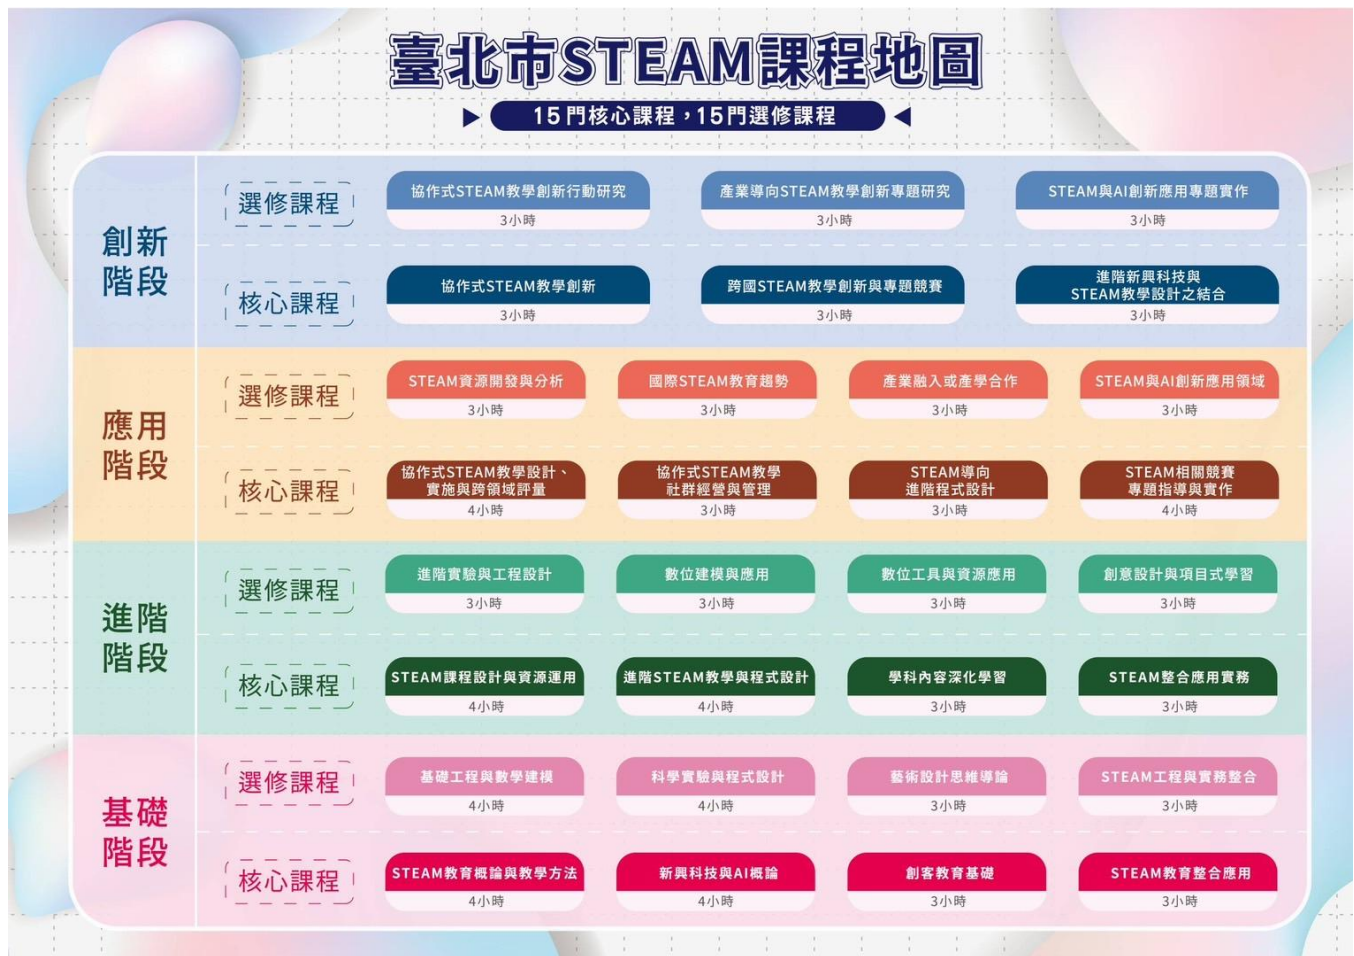 臺北市STEAM課程地圖
15門核心課程，15門選修課程
創新
階段
選修課程
協作式STEAM教學創新行動研究
3小時
產業導向STEAM教學創新專題研究
3小時
STEAM與AI創新應用專題實作
3小時
核心課程
協作式STEAM教學創新
3小時
跨國STEAM教學創新與專題競賽
3小時
進階新興科技與
STEAM教學設計之結合
3小時
應用
階段
選修課程
STEAM資源開發與分析
3小時
國際STEAM教育趨勢
3小時
產業融入或產學合作
3小時
STEAM與AI創新應用領域
3小時
核心課程
協作式STEAM教學設計、
實施與跨領域評量
4小時
協作式STEAM教學
社群經營與管理
3小時
STEAM導向
進階程式設計
3小時
STEAM相關競賽
專題指導與實作
4小時
進階
階段
選修課程
進階實驗與工程設計
3小時
數位建模與應用
3小時
數位工具與資源應用
3小時
創意設計與項目式學習
3小時
核心課程
STEAM課程設計與資源運用
4小時
進階STEAM教學與程式設計
4小時
學科內容深化學習
3小時
STEAM整合應用實務
3小時
基礎
階段
選修課程
基礎工程與數學建模
4小時
科學實驗與程式設計
4小時
藝術設計思維導論
3小時
STEAM工程與實務整合
3小時
核心課程
STEAM教育概論與教學方法
4小時
新興科技與AI概論
4小時
創客教育基礎
3小時
STEAM教育整合應用
3小時